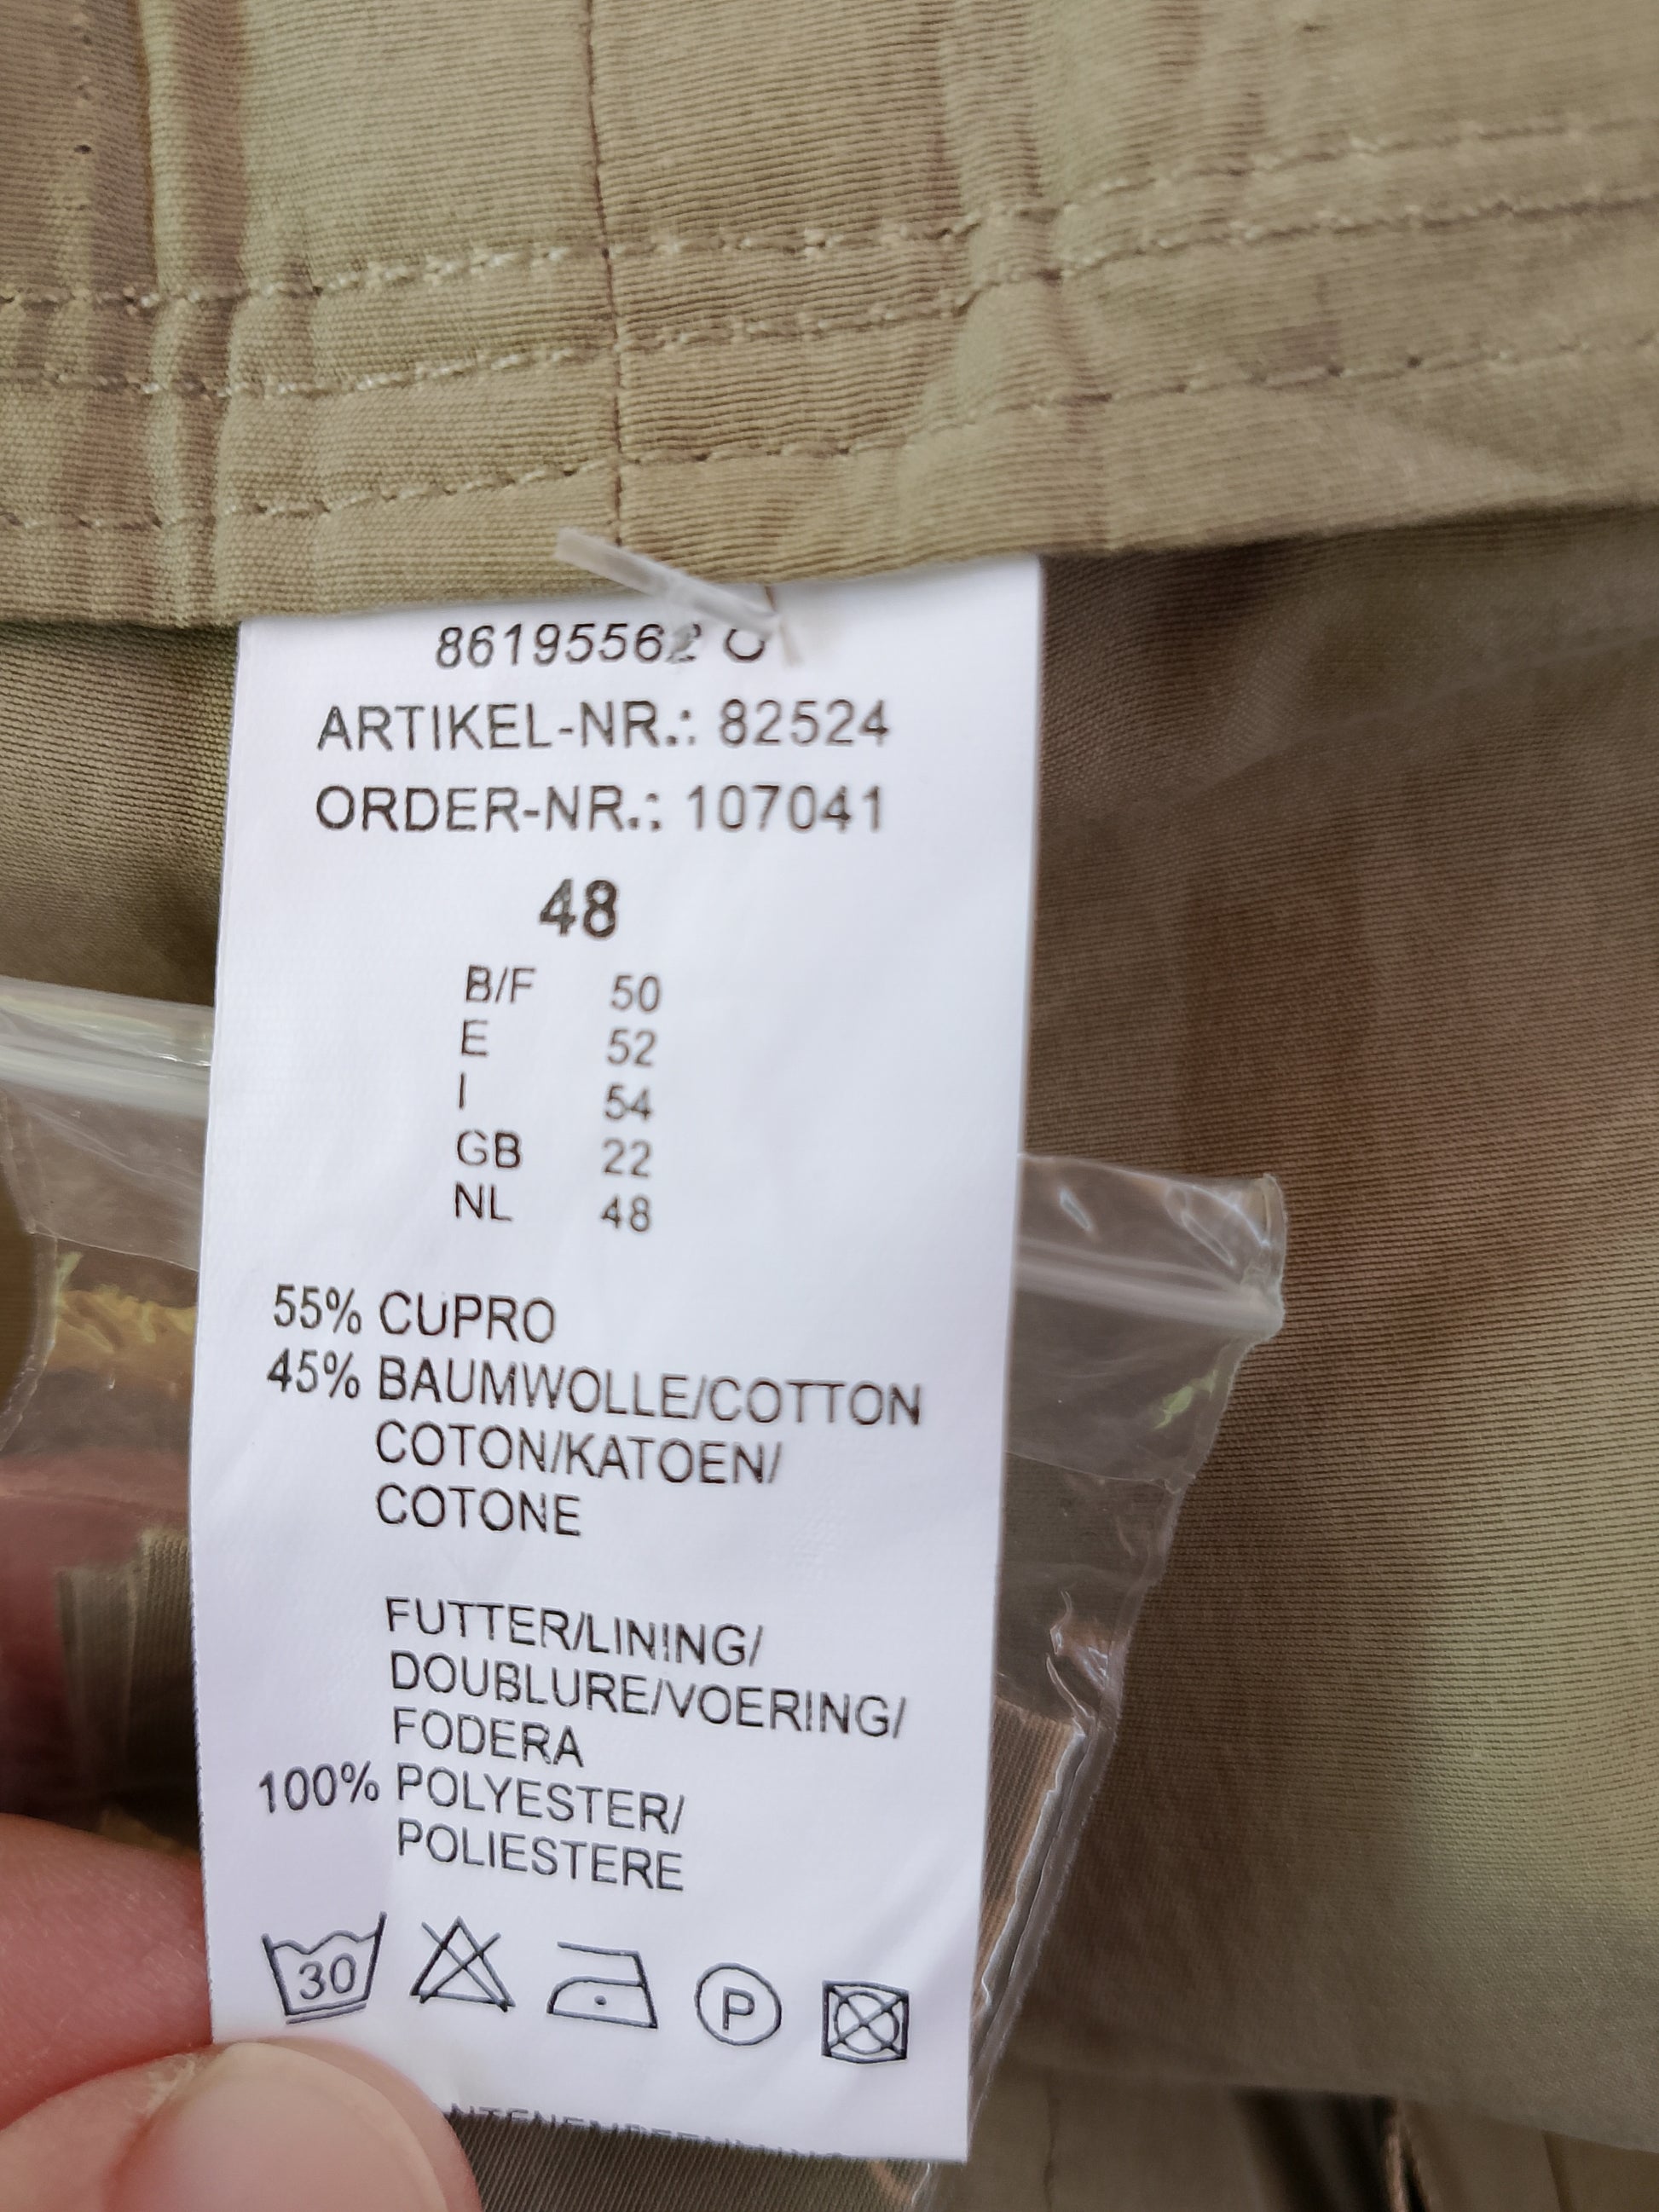 86195562
ARTIKEL-NR.: 82524
ORDER-NR.: 107041
48
B/F 50
E 52
I 54
GB 22
NL 48
55% CUPRO
45% BAUMWOLLE/COTTON
COTON/KATOEN/
COTONE
FUTTER/LINING/
DOUBLURE/VOERING/
FODERA
100% POLYESTER/
POLIESTERE
30 P